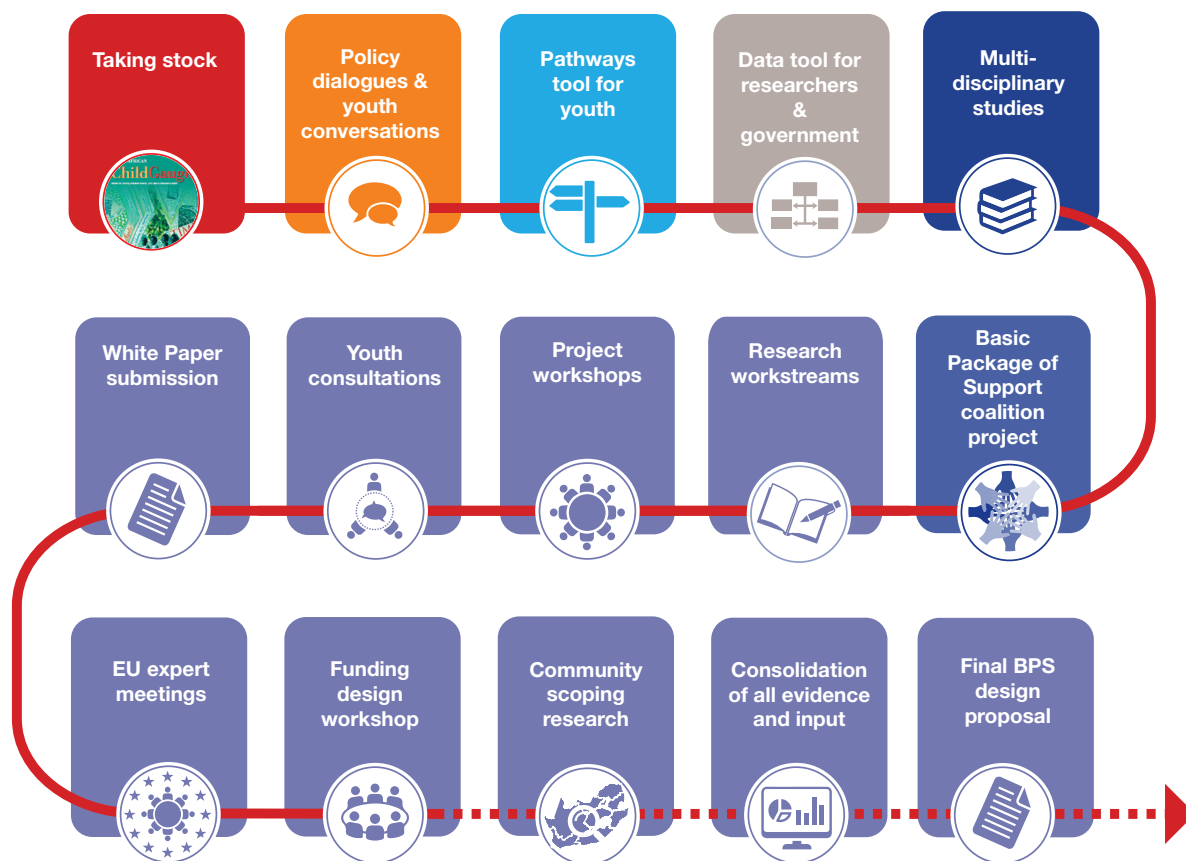 Taking stock
AFRICAN
ChildGaug
Policy
dialogues &
youth
conversations
Pathways
tool for
youth
Data tool for
researchers
&
government
Multi-
disciplinary
studies
White Paper
submission
Youth
consultations
Project
workshops
Research
workstreams
Basic
Package of
Support
coalition
project
EU expert
meetings
Funding
design
workshop
Community
scoping
research
Consolidation
of all evidence
and input
Final BPS
design
proposal